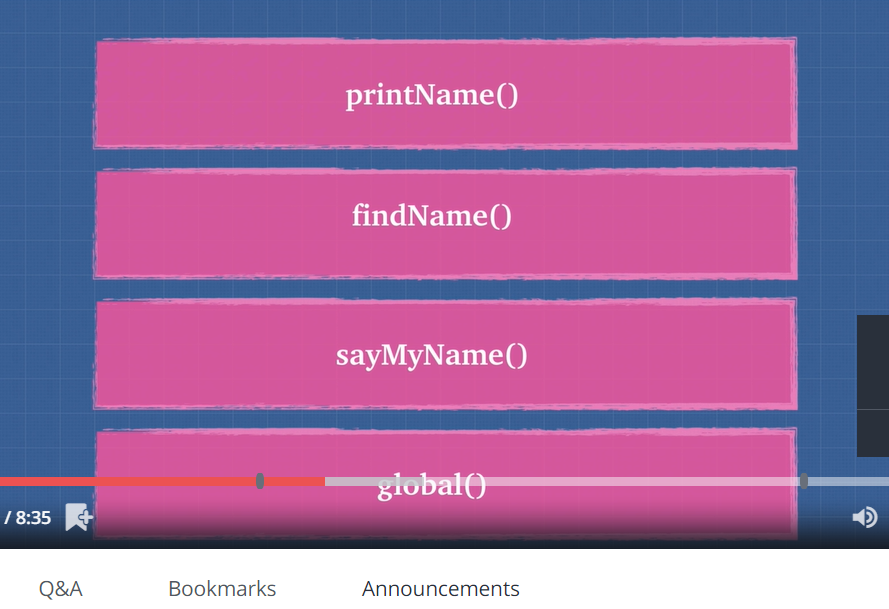 printName()
findName()
sayMyName()
global()
/ 8:35
Q&A Bookmarks Announcements